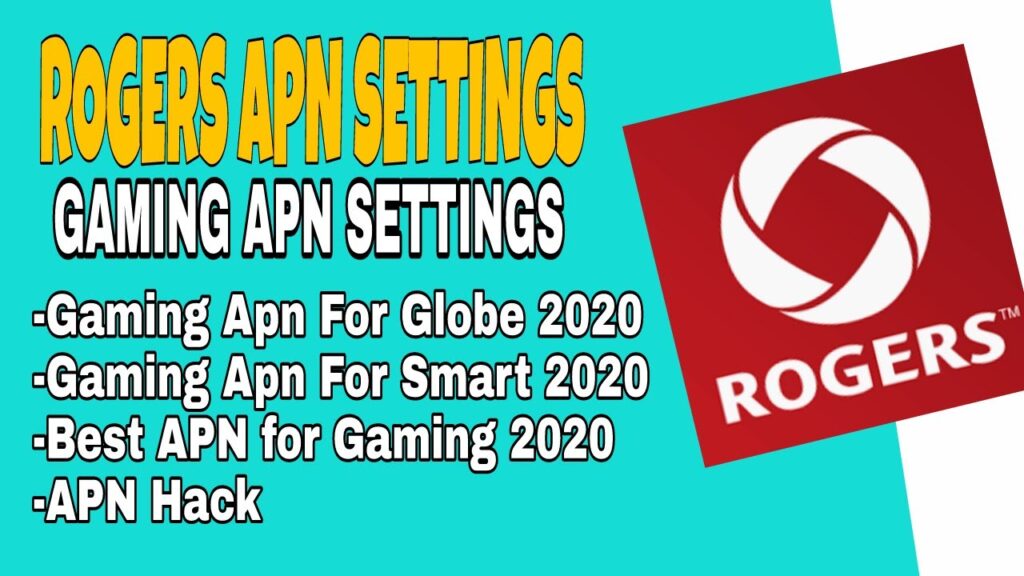 ROGERS APN SETTINGS
GAMING APN SETTINGS
-Gaming Apn For Globe 2020
-Gaming Apn For Smart 2020
-Best APN for Gaming 2020
-APN Hack
ROGERS™